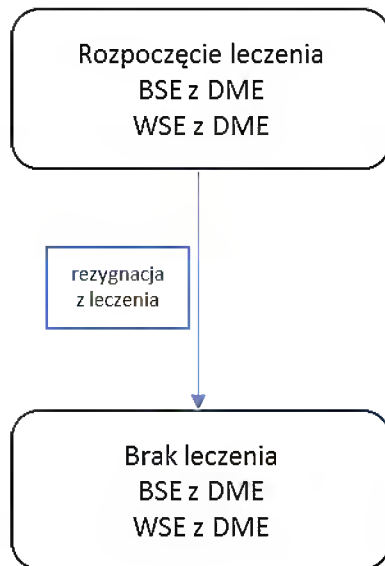 Rozpoczęcie leczenia
BSE z DME
WSE z DME
rezygnacja
z leczenia
Brak leczenia
BSE z DME
WSE z DME